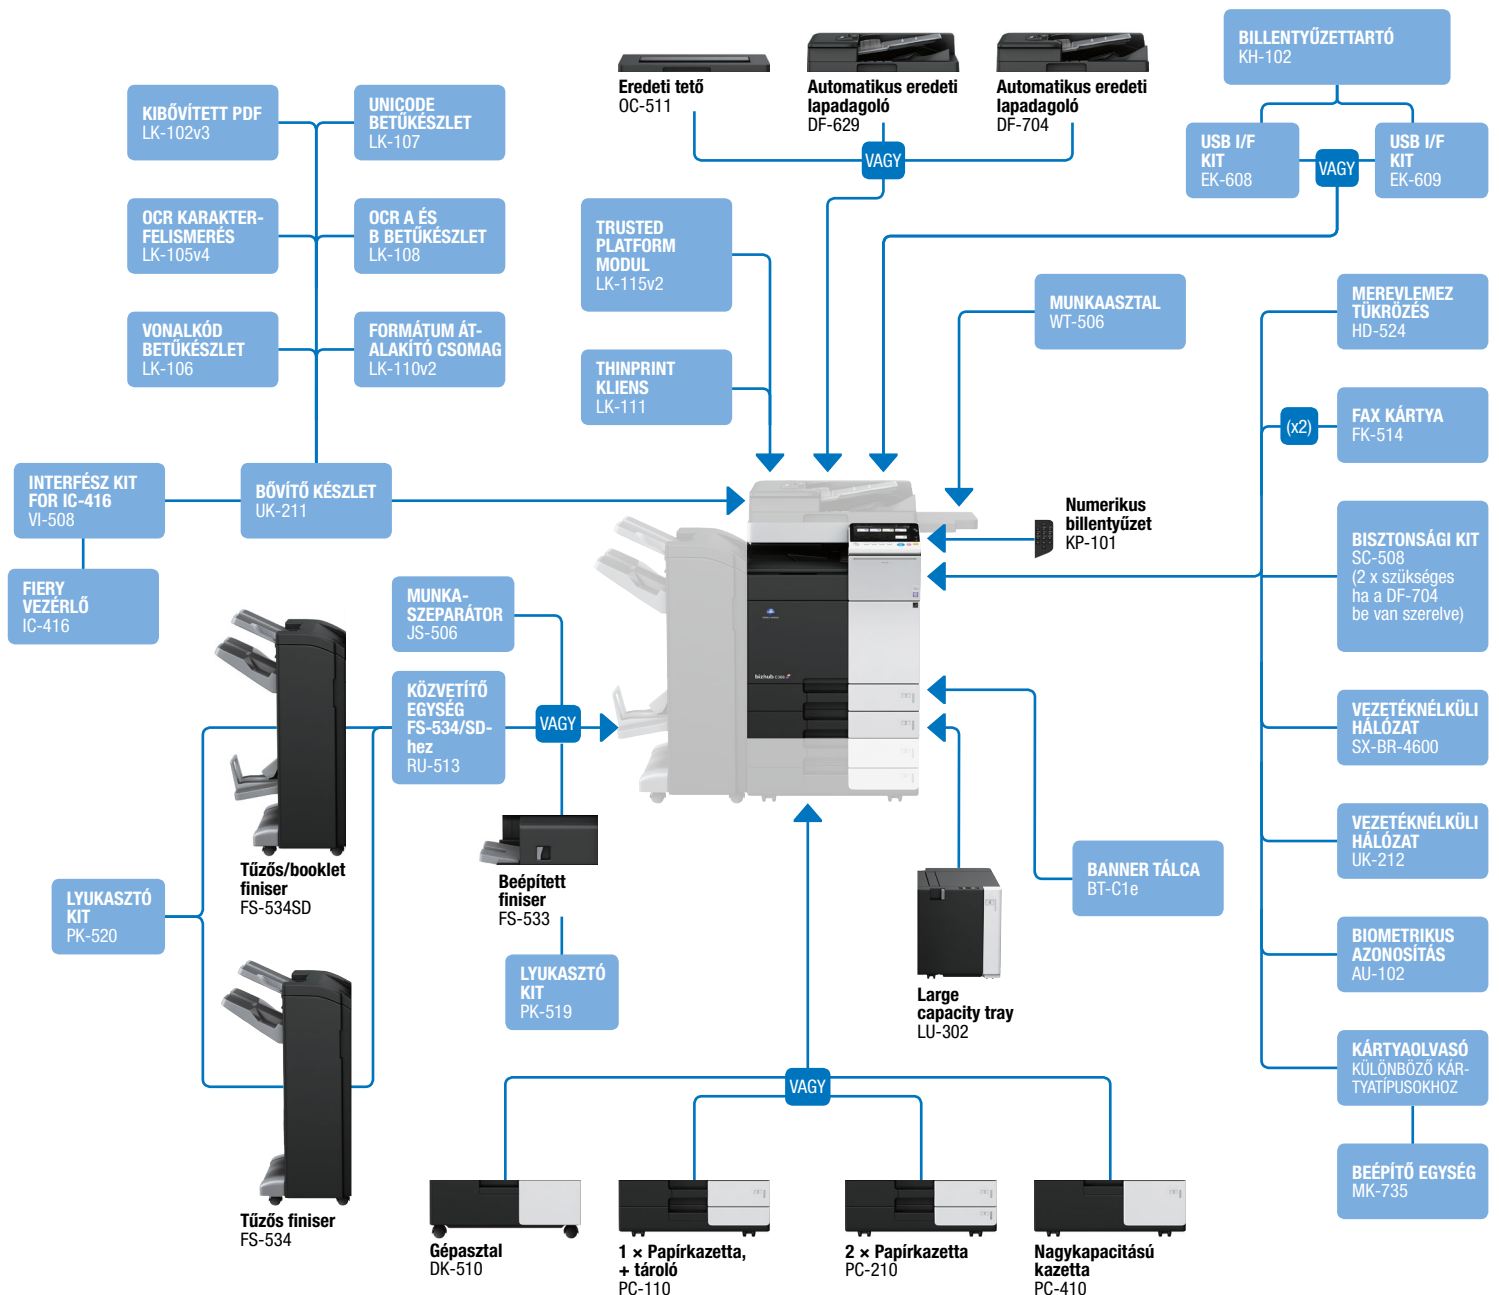 Eredeti tető
OC-511
Automatikus eredeti
lapadagoló
DF-629
Automatikus eredeti
lapadagoló
DF-704
BILLENTYŰZETTARTÓ
KH-102
KIBŐVÍTETT PDF
LK-102v3
UNICODE
BETŰKÉSZLET
LK-107
VAGY
USB I/F
KIT
EK-608
VAGY
USB I/F
KIT
EK-609
OCR KARAKTER-
FELISMERÉS
LK-105v4
OCR A ÉS
B BETŰKÉSZLET
LK-108
TRUSTED
PLATFORM
MODUL
LK-115v2
MUNKAASZTAL
WT-506
MEREVLEMEZ
TÜKRÖZÉS
HD-524
VONALKÓD
BETŰKÉSZLET
LK-106
FORMÁTUM ÁT-
ALAKÍTÓ CSOMAG
LK-110v2
THINPRINT
KLIENS
LK-111
(x2)
FAX KÁRTYA
FK-514
INTERFÉSZ KIT
FOR IC-416
VI-508
BŐVÍTŐ KÉSZLET
UK-211
Numerikus
billentyűzet
KP-101
BISZTONSÁGI KIT
SC-508
(2 x szükséges
ha a DF-704
be van szerelve)
FIERY
VEZÉRLŐ
IC-416
MUNKA-
SZEPARÁTOR
JS-506
KÖZVETÍTŐ
EGYSÉG
FS-534/SD-
hez
RU-513
VAGY
bizhub C368
VEZETÉKNÉLKÜLI
HÁLÓZAT
SX-BR-4600
VEZETÉKNÉLKÜLI
HÁLÓZAT
UK-212
Tűzős/booklet
finiser
FS-534SD
Beépített
finiser
FS-533
BANNER TÁLCA
BT-C1e
LYUKASZTÓ
KIT
PK-520
LYUKASZTÓ
KIT
PK-519
Large
capacity tray
LU-302
BIOMETRIKUS
AZONOSÍTÁS
AU-102
KÁRTYAOLVASÓ
KÜLÖNBÖZŐ KÁR-
TYATÍPUSOKHOZ
VAGY
BEÉPÍTŐ EGYSÉG
MK-735
Tűzős finiser
FS-534
Gépasztal
DK-510
1 × Papírkazetta,
+ tároló
PC-110
2 × Papírkazetta
PC-210
Nagykapacitású
kazetta
PC-410